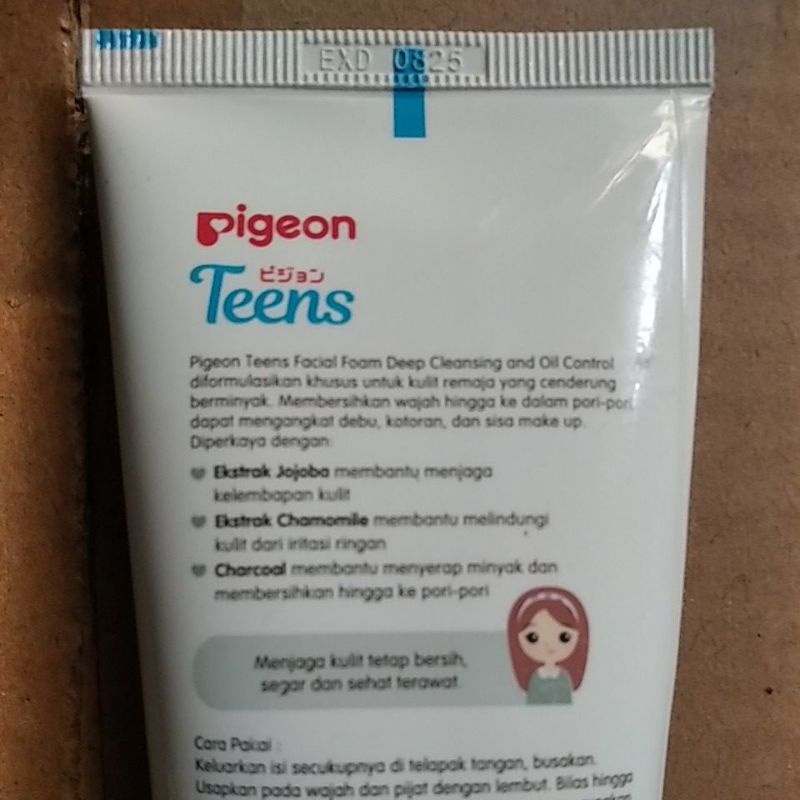 EXD 0825
pigeon
ピジョン
Teens
Pigeon Teens Facial Foam Deep Cleansing and Oil Control
diformulasikan khusus untuk kulit remaja yang cenderung
berminyak. Membersihkan wajah hingga ke dalam pori-pori
dapat mengangkat debu, kotoran, dan sisa make up.
Diperkaya dengan:
Ekstrak Jojoba membantu menjaga
kelembapan kulit
Ekstrak Chamomile membantu melindungi
kulit dari iritasi ringan
Charcoal membantu menyerap minyak dan
membersihkan hingga ke pori-pori
Menjaga kulit tetap bersih,
segar dan sehat terawat.
Cara Pakai :
Keluarkan isi secukupnya di telapak tangan, busakan.
Usapkan pada wajah dan pijat dengan lembut. Bilas hingga